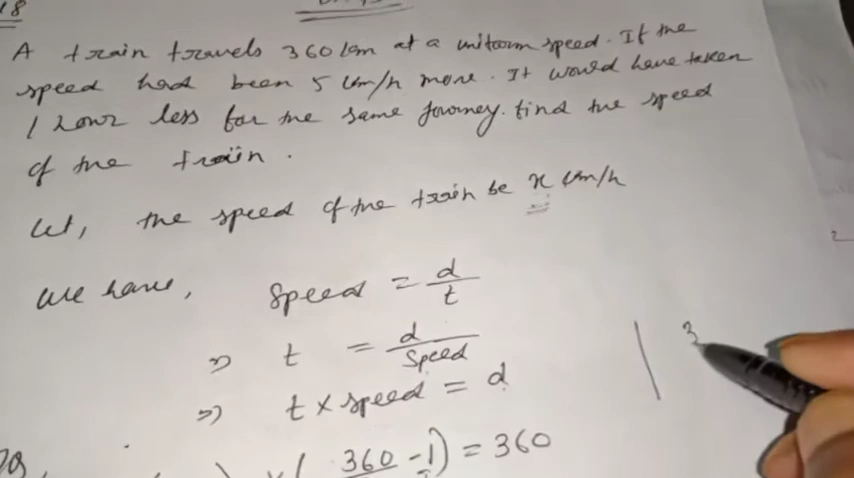 18
A train travels 360 km at a uniform speed. If the
speed had been 5 km/h more. It would have taken
1 hour less for the same journey. find the speed
of the train.
Let, the speed of the train be x km/h
We have, Speed = d/t
⇒ t = d/Speed
⇒ t × speed = d
× (360 - 1) = 360
3
2